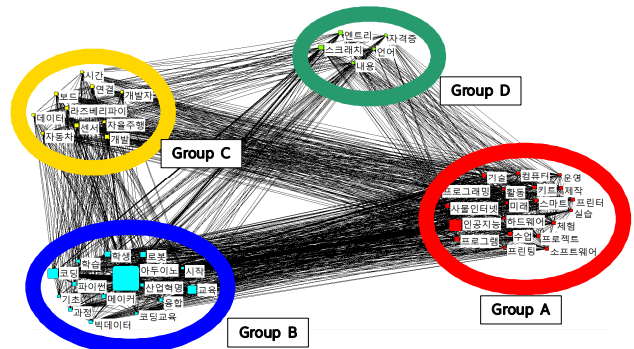 엔트리
자격증
스크래치
언어
내용
Group D
시간
연결
보드
개발자
라즈베리파이
데이터
센서
자율주행
자동차
개발
Group C
기술
컴퓨터
운영
프로그래밍
활동
키트
제작
사물인터넷
미래
스마트
프린터
실습
인공지능
하드웨어
체험
프로그램
수업
프로젝트
프린팅
소프트웨어
Group A
학생
로봇
학습
코딩
아두이노
시작
파이썬
산업혁명
교육
기초
메이커
융합
과정
코딩교육
빅데이터
Group B